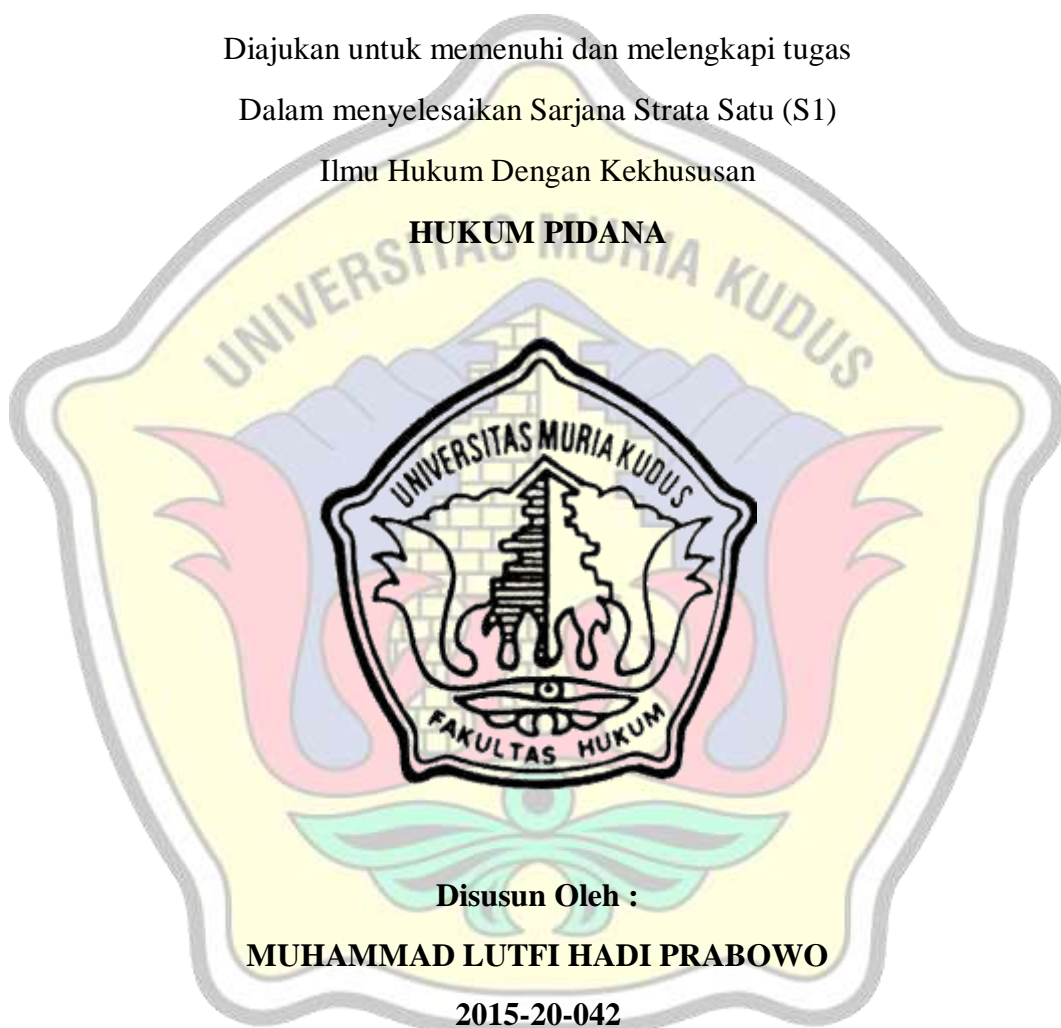 Diajukan untuk memenuhi dan melengkapi tugas
Dalam menyelesaikan Sarjana Strata Satu (S1)
Ilmu Hukum Dengan Kekhususan
HUKUM PIDANA
UNIVERSITAS MURIA KUDUS
UNIVERSITAS MURIA KUDUS
FAKULTAS HUKUM
Disusun Oleh :
MUHAMMAD LUTFI HADI PRABOWO
2015-20-042